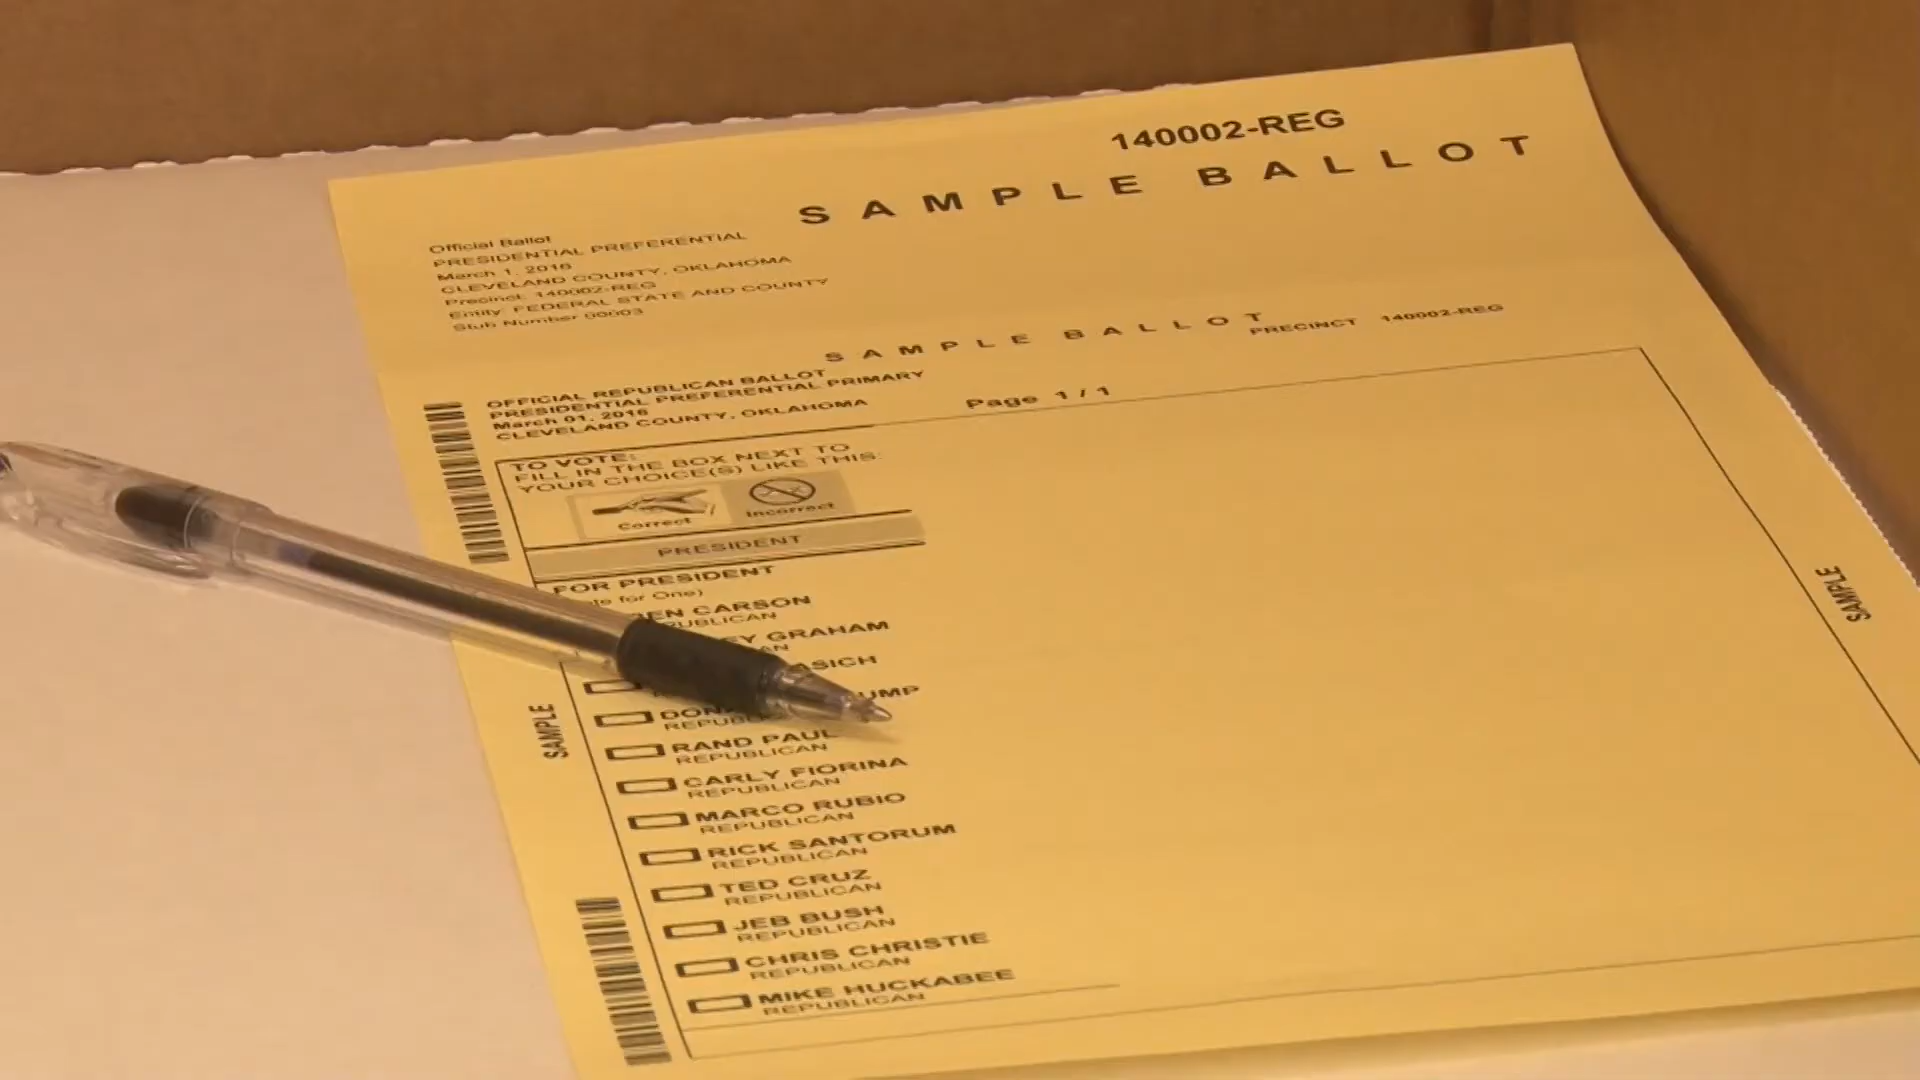 140002-REG
SAMPLE BALLOT
Official Ballot
PRESIDENTIAL PREFERENTIAL
March 1, 2016
CLEVELAND COUNTY, OKLAHOMA
Precinct: 140002-REG
Entity: FEDERAL STATE AND COUNTY
Stub Number 00003
SAMPLE BALLOT
PRECINCT 140002-REG
OFFICIAL REPUBLICAN BALLOT
PRESIDENTIAL PREFERENTIAL PRIMARY
March 01, 2016
CLEVELAND COUNTY, OKLAHOMA
Page 1 / 1
TO VOTE:
FILL IN THE BOX NEXT TO
YOUR CHOICE(S) LIKE THIS:
Correct
Incorrect
PRESIDENT
FOR PRESIDENT
for One)
CARSON
GRAHAM
RAND PAUL
REPUBLICAN
CARLY FIORINA
REPUBLICAN
MARCO RUBIO
REPUBLICAN
RICK SANTORUM
REPUBLICAN
TED CRUZ
REPUBLICAN
JEB BUSH
REPUBLICAN
CHRIS CHRISTIE
REPUBLICAN
MIKE HUCKABEE
REPUBLICAN
SAMPLE
SAMPLE